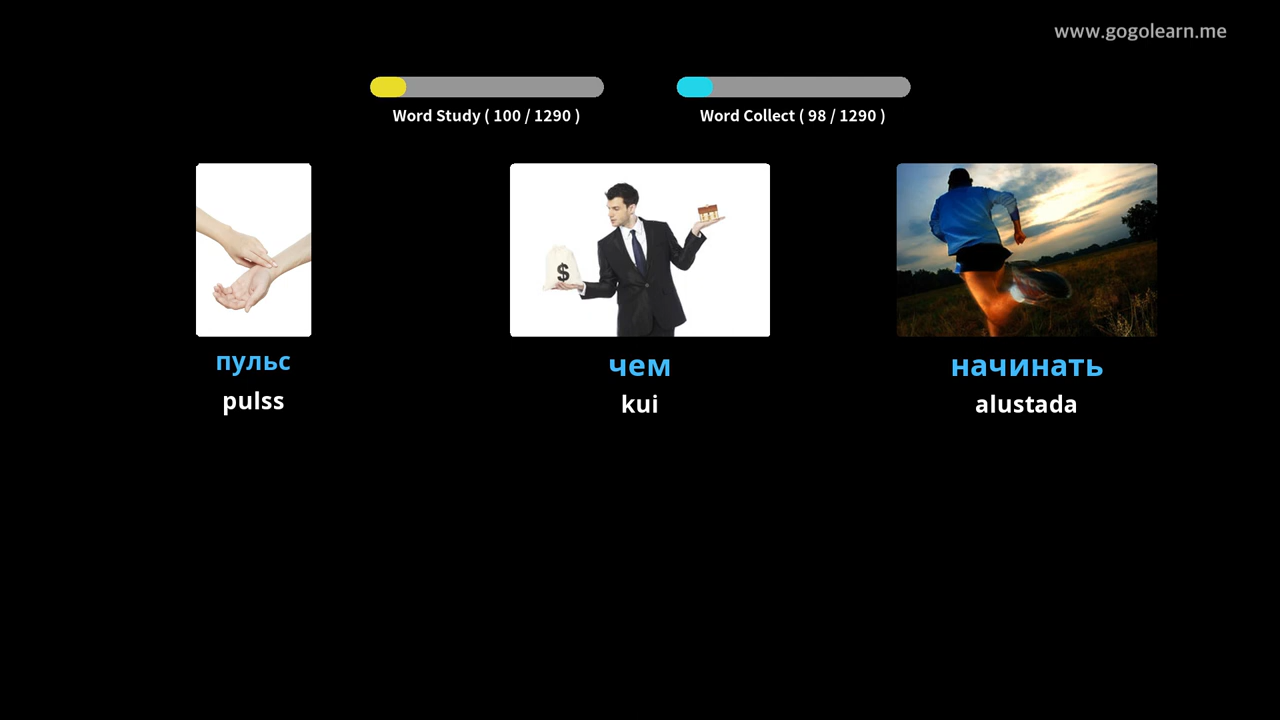 www.gogolearn.me
Word Study ( 100 / 1290 )
Word Collect ( 98 / 1290 )
$
пульс
pulss
чем
kui
начинать
alustada